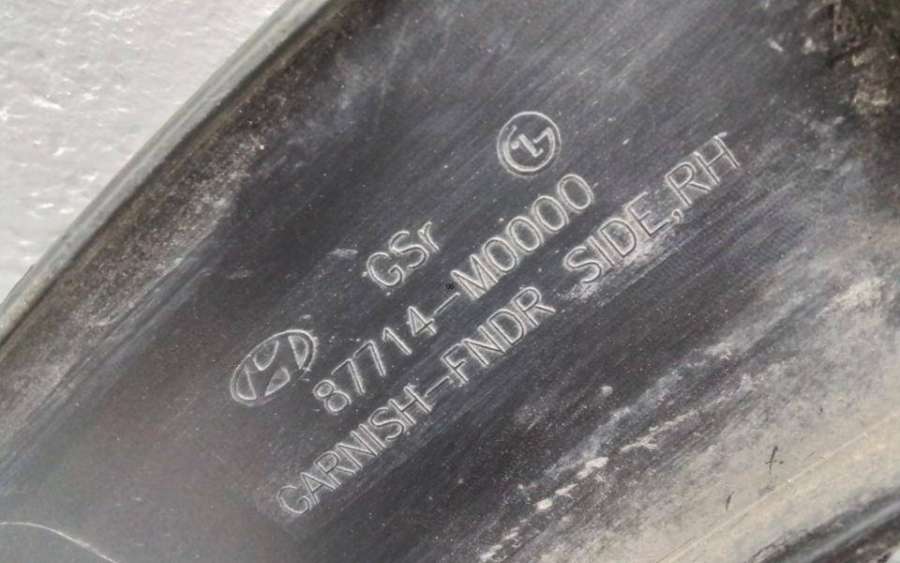 GSr
87714-M0000
GARNISH-FNDR SIDE,RH